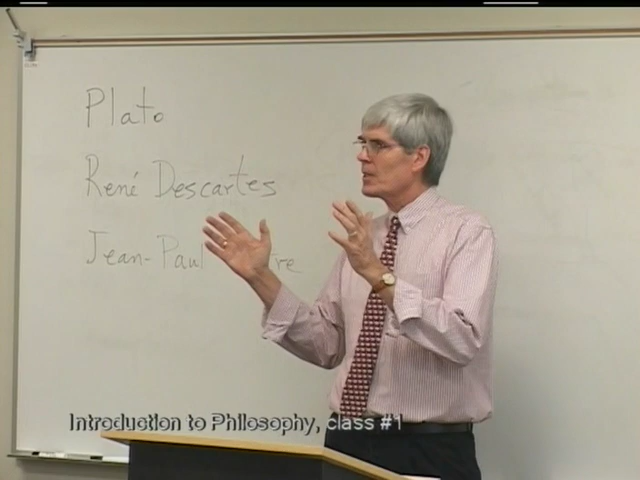 Plato
René Descartes
Jean-Paul
Introduction to Philosophy, class #1